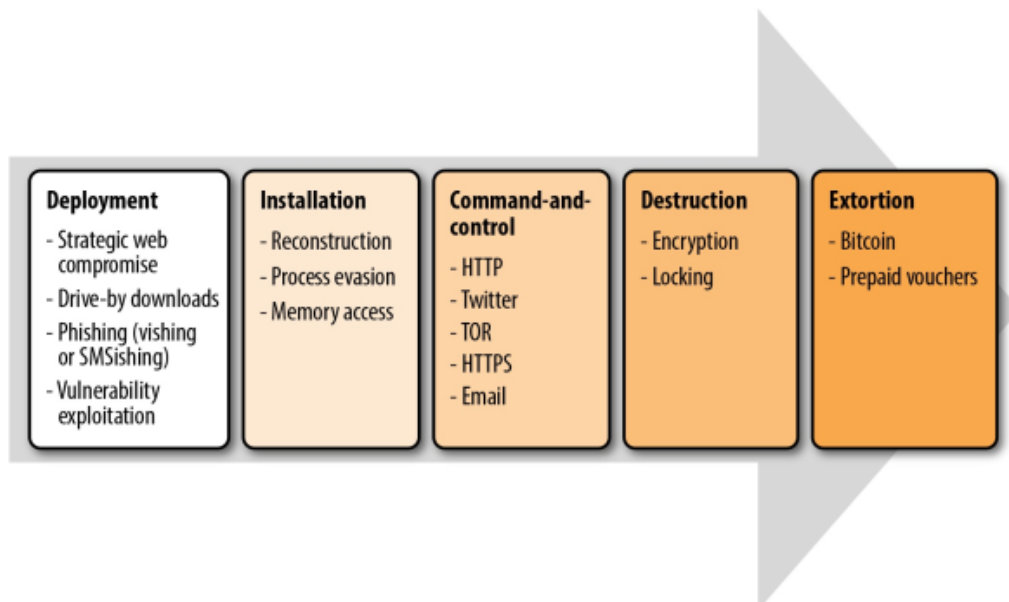 Deployment
- Strategic web
compromise
- Drive-by downloads
- Phishing (vishing
or SMSishing)
- Vulnerability
exploitation
Installation
- Reconstruction
- Process evasion
- Memory access
Command-and-
control
- HTTP
- Twitter
- TOR
- HTTPS
- Email
Destruction
- Encryption
- Locking
Extortion
- Bitcoin
- Prepaid vouchers